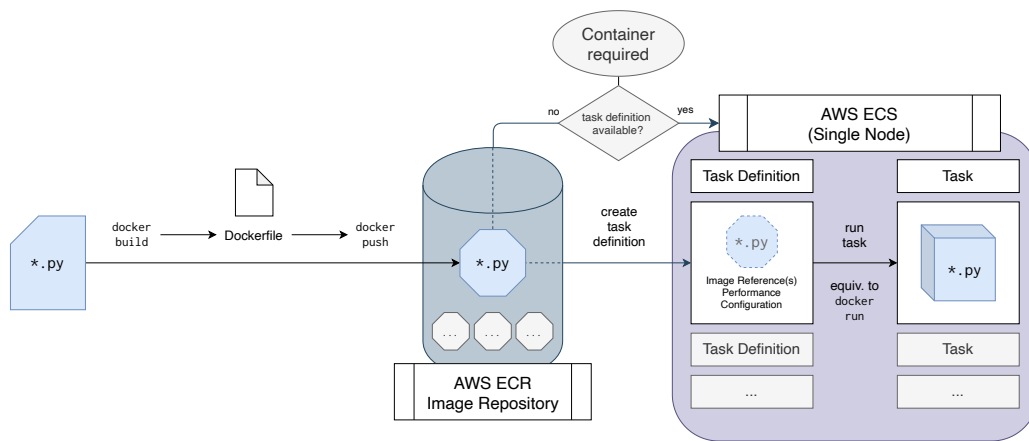 Container
required
no
task definition
available?
yes
AWS ECS
(Single Node)
Task Definition
Task
docker
build
Dockerfile
docker
push
create
task
definition
*.py
*.py
*.py
Image Reference(s)
Performance
Configuration
run
task
equiv. to
docker
run
*.py
...
...
...
Task Definition
Task
...
...
AWS ECR
Image Repository